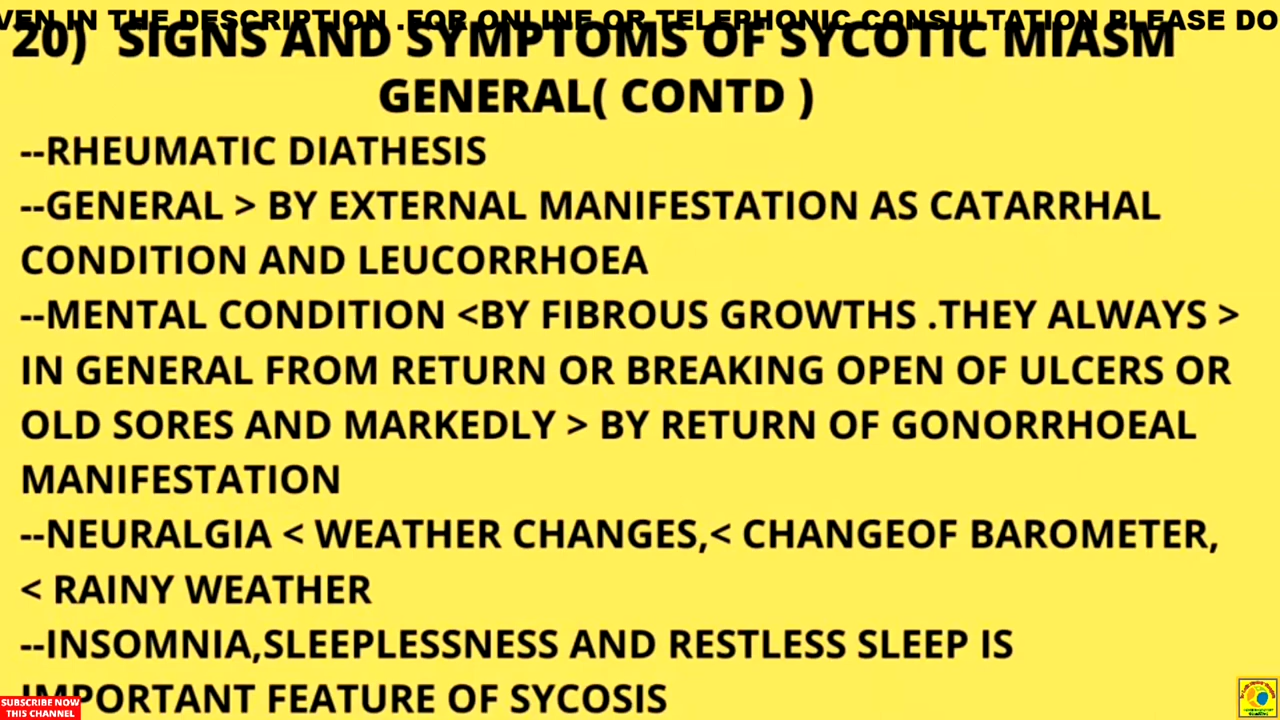 VEN IN THE DESCRIPTION .FOR ONLINE OR TELEPHONIC CONSULTATION PLEASE DO
20) SIGNS AND SYMPTOMS OF SYCOTIC MIASM
GENERAL( CONTD )
--RHEUMATIC DIATHESIS
--GENERAL > BY EXTERNAL MANIFESTATION AS CATARRHAL
CONDITION AND LEUCORRHOEA
--MENTAL CONDITION <BY FIBROUS GROWTHS .THEY ALWAYS >
IN GENERAL FROM RETURN OR BREAKING OPEN OF ULCERS OR
OLD SORES AND MARKEDLY > BY RETURN OF GONORRHOEAL
MANIFESTATION
--NEURALGIA < WEATHER CHANGES,< CHANGEOF BAROMETER,
< RAINY WEATHER
--INSOMNIA,SLEEPLESSNESS AND RESTLESS SLEEP IS
IMPORTANT FEATURE OF SYCOSIS
SUBSCRIBE NOW
THIS CHANNEL